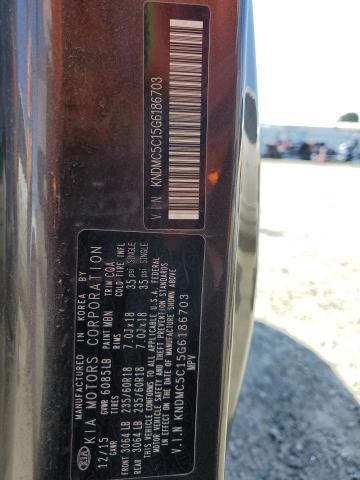 V.I.N KNDMC5C15G6186703
MANUFACTURED IN KOREA BY
KIA KIA MOTORS CORPORATION
12/15 GVWR 6085LB PAINT MBN TRIM CQA
GAWR TIRES RIMS COLD TIRE INFL
FRONT 3064LB 235/60R18 7.0JX18 35 psi SINGLE
REAR 3064LB 235/60R18 7.0JX18 35 psi SINGLE
THIS VEHICLE CONFORMS TO ALL APPLICABLE U.S.A. FEDERAL
MOTOR VEHICLE SAFETY AND THEFT PREVENTION STANDARDS
IN EFFECT ON THE DATE OF MANUFACTURE SHOWN ABOVE
V.I.N KNDMC5C15G6186703
MPV